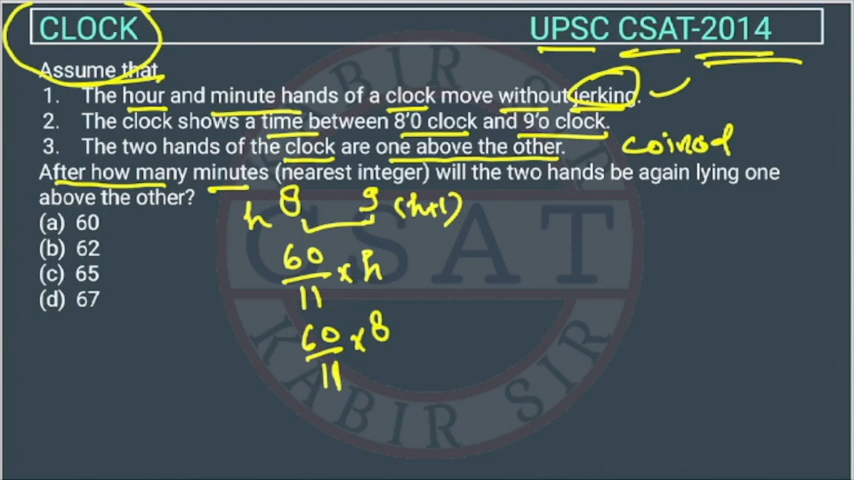 CLOCK UPSC CSAT-2014
Assume that,
1. The hour and minute hands of a clock move without jerking.
2. The clock shows a time between 8'0 clock and 9'o clock.
3. The two hands of the clock are one above the other. coincd
After how many minutes (nearest integer) will the two hands be again lying one
above the other?
h 8 9 (h+1)
(a) 60
(b) 62
(c) 65
(d) 67
60/11 × h
60/11 × 8
CSAT
KABIR SIR
KABIR SIR